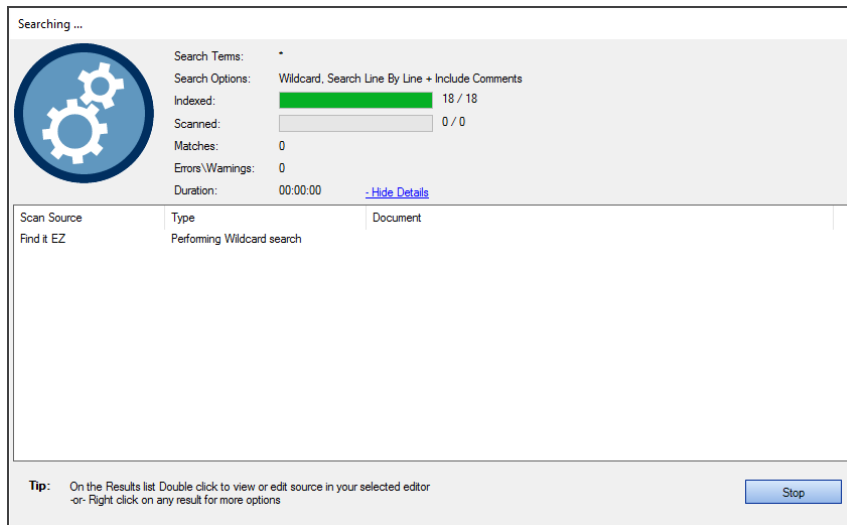 Searching ...
Search Terms: *
Search Options: Wildcard, Search Line By Line + Include Comments
Indexed: 18 / 18
Scanned: 0 / 0
Matches: 0
Errors\Warnings: 0
Duration: 00:00:00 - Hide Details
Scan Source Type Document
Find it EZ Performing Wildcard search
Tip: On the Results list Double click to view or edit source in your selected editor
-or- Right click on any result for more options
Stop